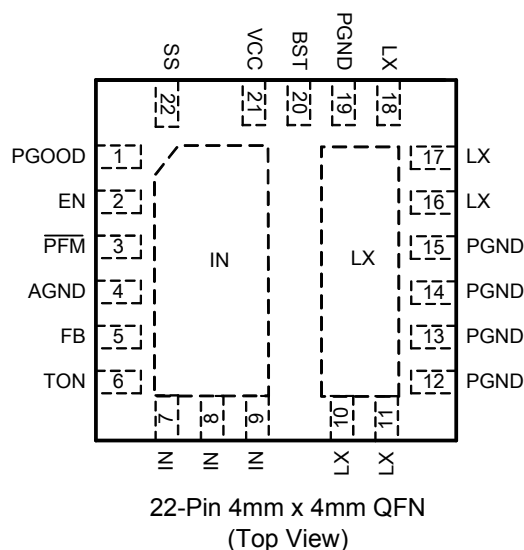 SS
VCC
BST
PGND
LX
22
21
20
19
18
PGOOD 1
17 LX
EN 2
16 LX
PFM 3
15 PGND
IN
LX
AGND 4
14 PGND
FB 5
13 PGND
TON 6
12 PGND
7
8
9
10
11
IN
IN
IN
LX
LX
22-Pin 4mm x 4mm QFN
(Top View)